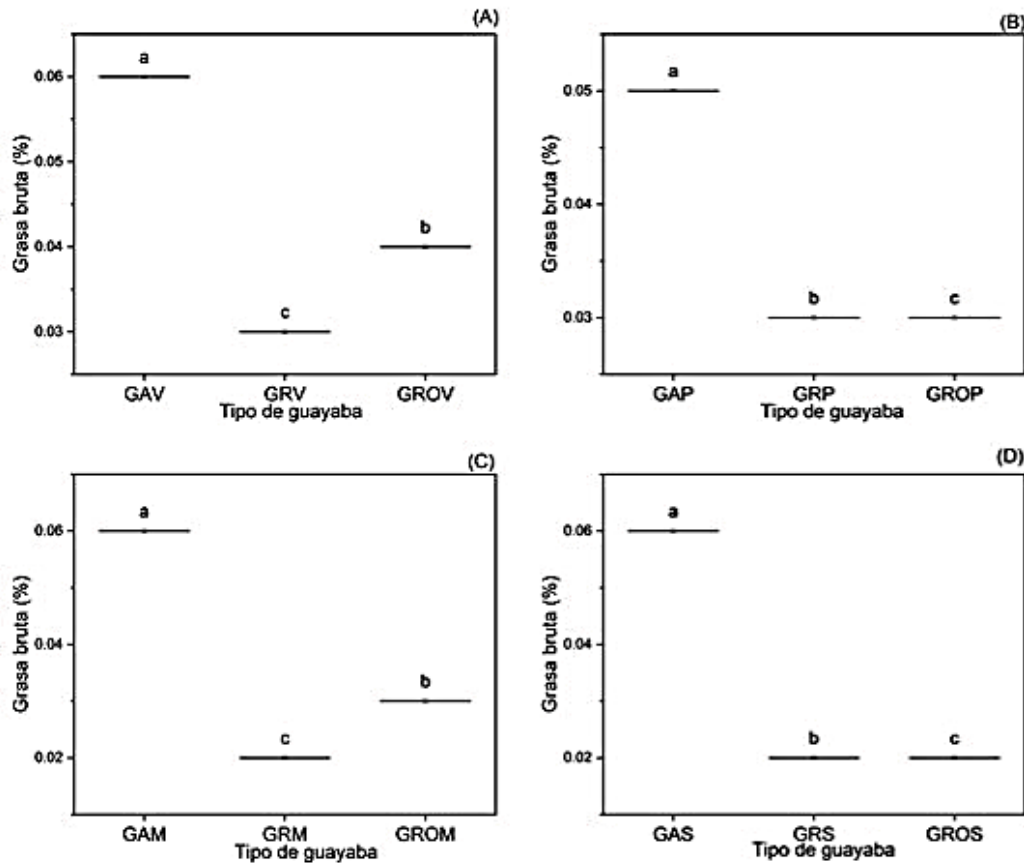 (A)
a
0.06
0.05
b
0.04
c
0.03
Grasa bruta (%)
GAV GRV GROV
Tipo de guayaba
(B)
a
0.05
0.04
b c
0.03
Grasa bruta (%)
GAP GRP GROP
Tipo de guayaba
(C)
a
0.06
0.04
b
c
0.02
Grasa bruta (%)
GAM GRM GROM
Tipo de guayaba
(D)
a
0.06
0.04
b c
0.02
Grasa bruta (%)
GAS GRS GROS
Tipo de guayaba